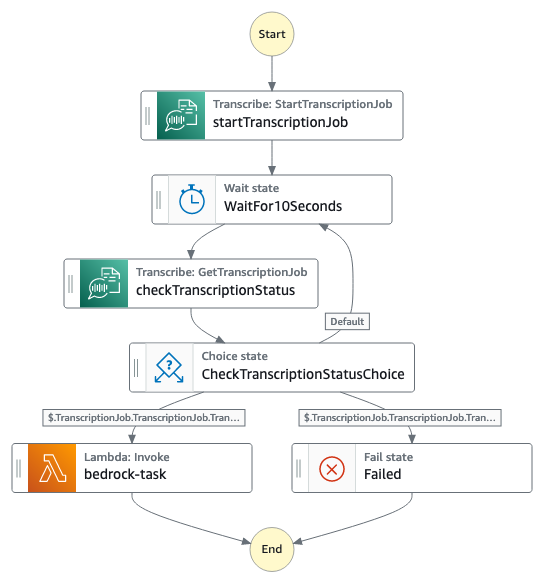 Start
Transcribe: StartTranscriptionJob
startTranscriptionJob
Wait state
WaitFor10Seconds
Transcribe: GetTranscriptionJob
checkTranscriptionStatus
Default
Choice state
CheckTranscriptionStatusChoice
$.TranscriptionJob.TranscriptionJob.Tran...
$.TranscriptionJob.TranscriptionJob.Tran...
Lambda: Invoke
bedrock-task
Fail state
Failed
End